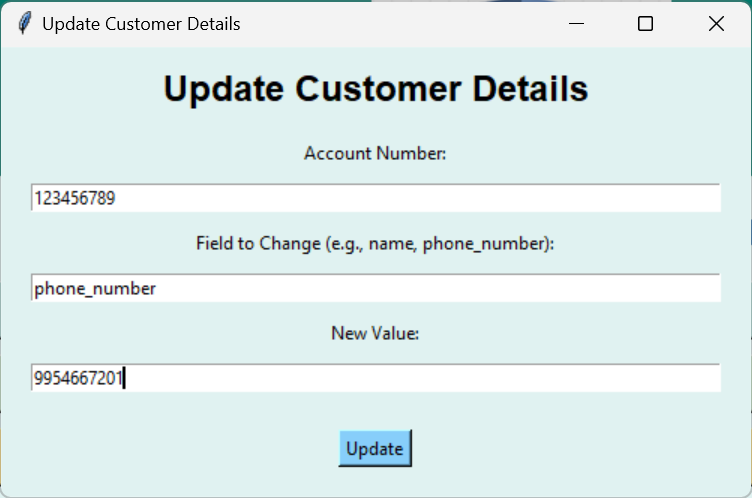 Update Customer Details
Update Customer Details
Account Number:
123456789
Field to Change (e.g., name, phone_number):
phone_number
New Value:
9954667201
Update